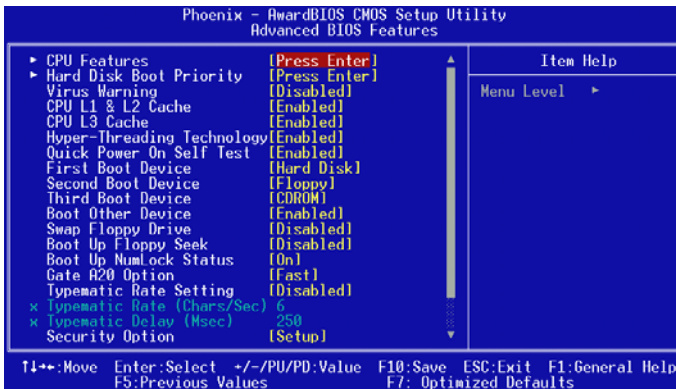 Phoenix - AwardBIOS CMOS Setup Utility
Advanced BIOS Features
► CPU Features [Press Enter]
► Hard Disk Boot Priority [Press Enter]
Virus Warning [Disabled]
CPU L1 & L2 Cache [Enabled]
CPU L3 Cache [Enabled]
Hyper-Threading Technology[Enabled]
Quick Power On Self Test [Enabled]
First Boot Device [Hard Disk]
Second Boot Device [Floppy]
Third Boot Device [CDROM]
Boot Other Device [Enabled]
Swap Floppy Drive [Disabled]
Boot Up Floppy Seek [Disabled]
Boot Up NumLock Status [On]
Gate A20 Option [Fast]
Typematic Rate Setting [Disabled]
x Typematic Rate (Chars/Sec) 6
x Typematic Delay (Msec) 250
Security Option [Setup]
Item Help
Menu Level ►
↑↓→←:Move Enter:Select +/-/PU/PD:Value F10:Save ESC:Exit F1:General Help
F5:Previous Values F7: Optimized Defaults